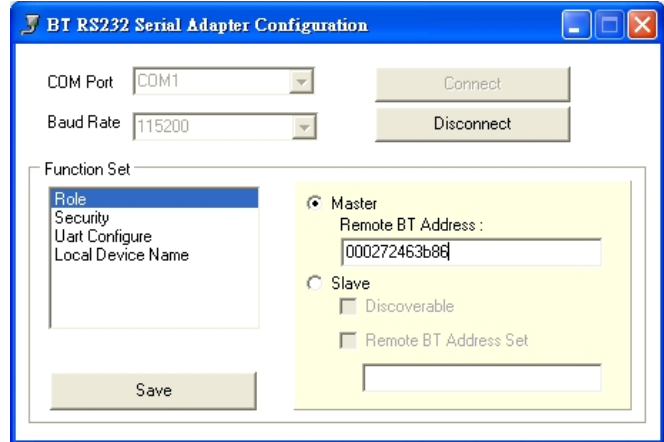 BT RS232 Serial Adapter Configuration
COM Port COM1 Connect
Baud Rate 115200 Disconnect
Function Set
Role
Security
Uart Configure
Local Device Name
Save
Master
Remote BT Address :
000272463b86
Slave
Discoverable
Remote BT Address Set